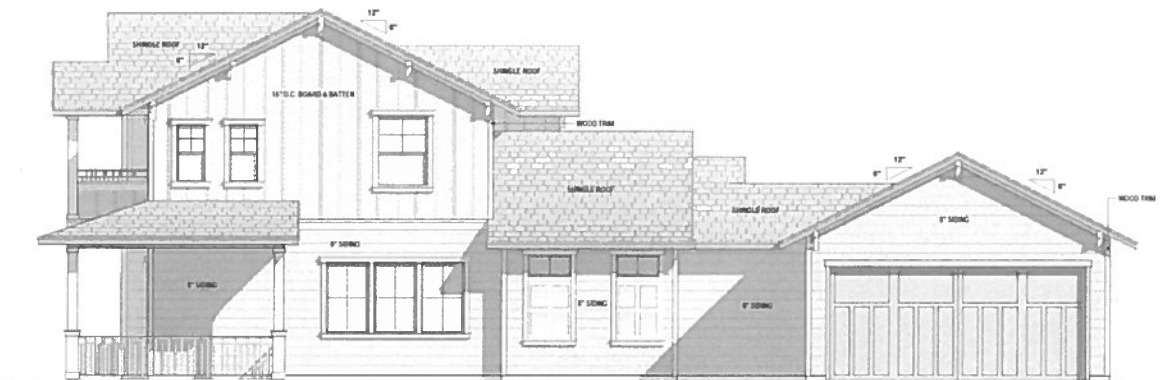 12"
6"
SHINGLE ROOF
12"
6"
SHINGLE ROOF
16" O.C. BOARD & BATTEN
WOOD TRIM
SHINGLE ROOF
12"
6"
12"
6"
WOOD TRIM
SHINGLE ROOF
8" SIDING
8" SIDING
8" SIDING
8" SIDING
8" SIDING